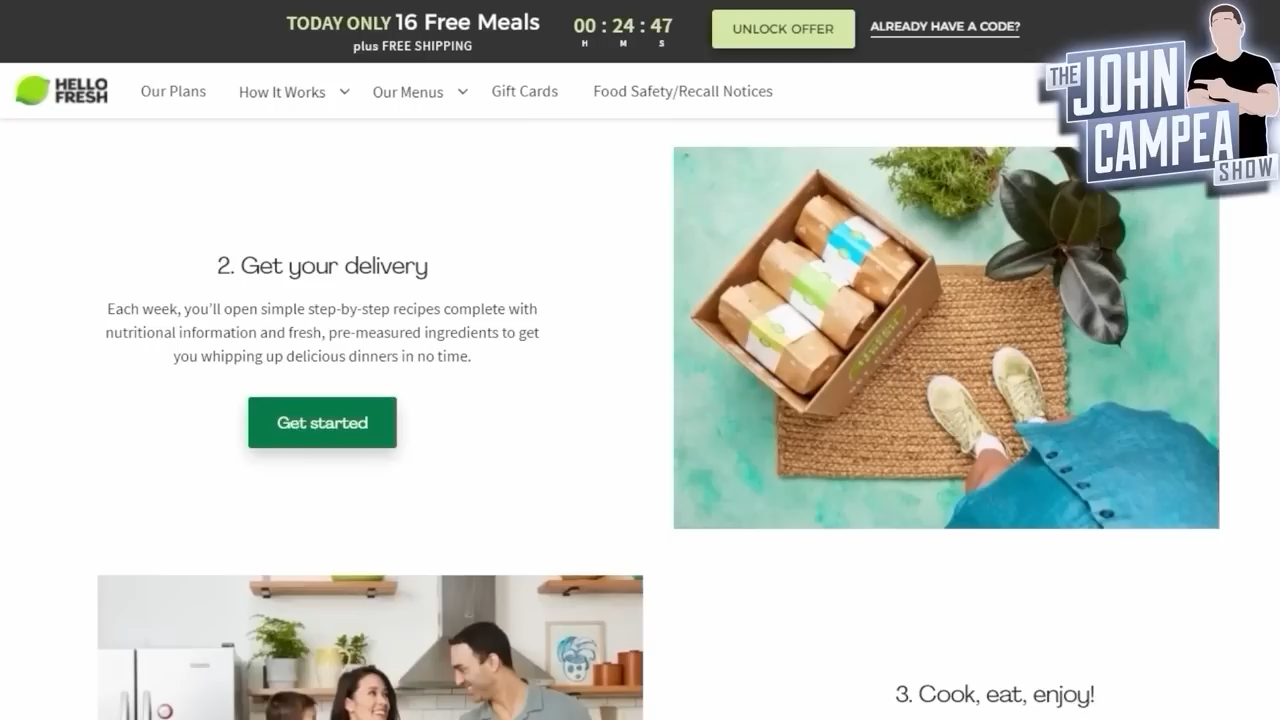 TODAY ONLY 16 Free Meals
plus FREE SHIPPING
00 : 24 : 47
H M S
UNLOCK OFFER
ALREADY HAVE A CODE?
HELLO
FRESH
Our Plans
How It Works
Our Menus
Gift Cards
Food Safety/Recall Notices
THE
JOHN
CAMPEA
SHOW
2. Get your delivery
Each week, you'll open simple step-by-step recipes complete with
nutritional information and fresh, pre-measured ingredients to get
you whipping up delicious dinners in no time.
Get started
3. Cook, eat, enjoy!